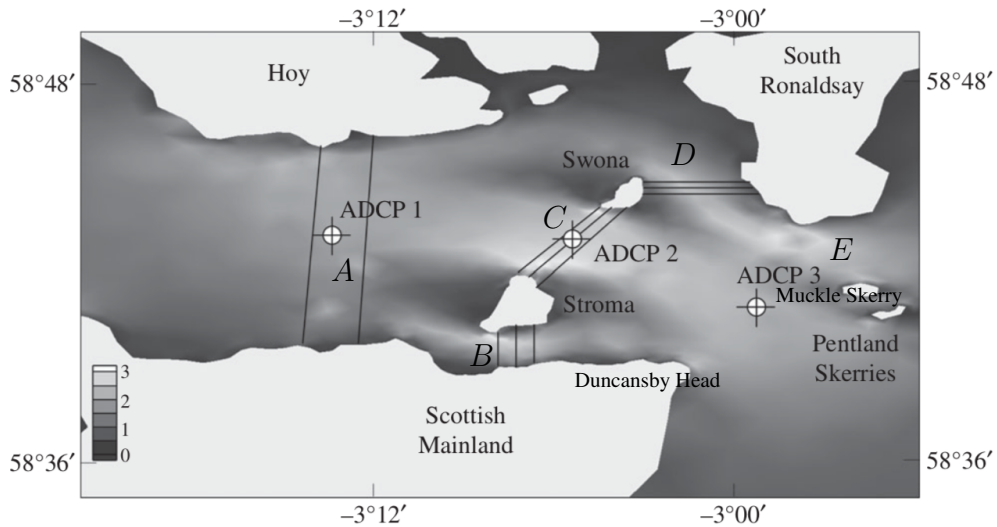 −3°12′
−3°00′
58°48′
58°48′
Hoy
South
Ronaldsay
Swona
D
ADCP 1
C
ADCP 2
E
A
ADCP 3
Muckle Skerry
Stroma
B
Pentland
Skerries
Duncansby Head
3
2
1
0
Scottish
Mainland
58°36′
58°36′
−3°12′
−3°00′